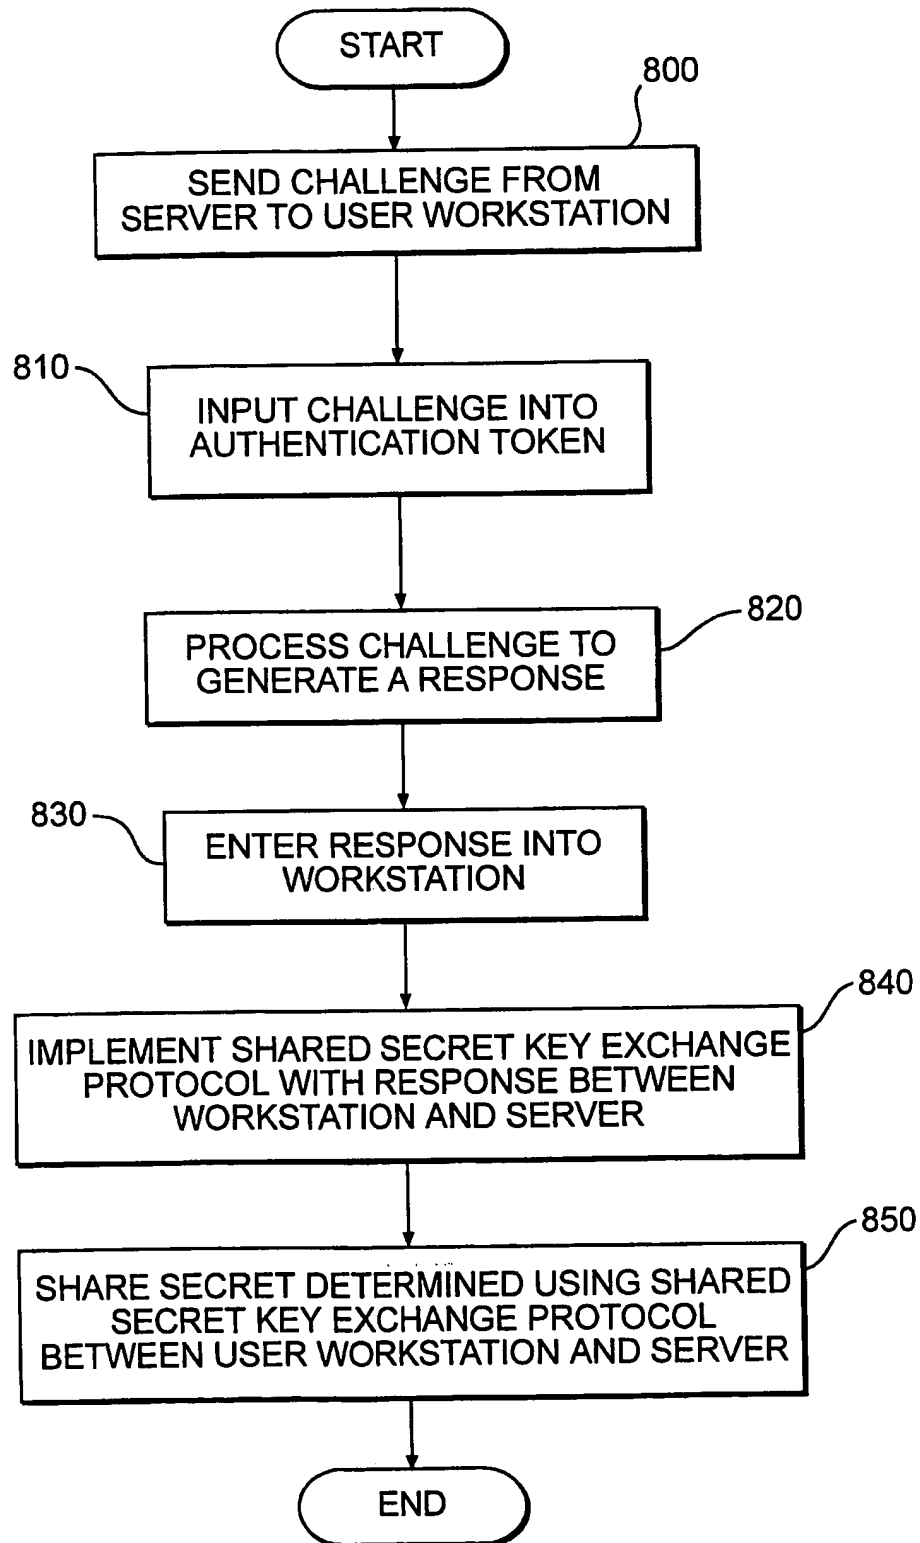 START
800
SEND CHALLENGE FROM
SERVER TO USER WORKSTATION
810
INPUT CHALLENGE INTO
AUTHENTICATION TOKEN
820
PROCESS CHALLENGE TO
GENERATE A RESPONSE
830
ENTER RESPONSE INTO
WORKSTATION
840
IMPLEMENT SHARED SECRET KEY EXCHANGE
PROTOCOL WITH RESPONSE BETWEEN
WORKSTATION AND SERVER
850
SHARE SECRET DETERMINED USING SHARED
SECRET KEY EXCHANGE PROTOCOL
BETWEEN USER WORKSTATION AND SERVER
END